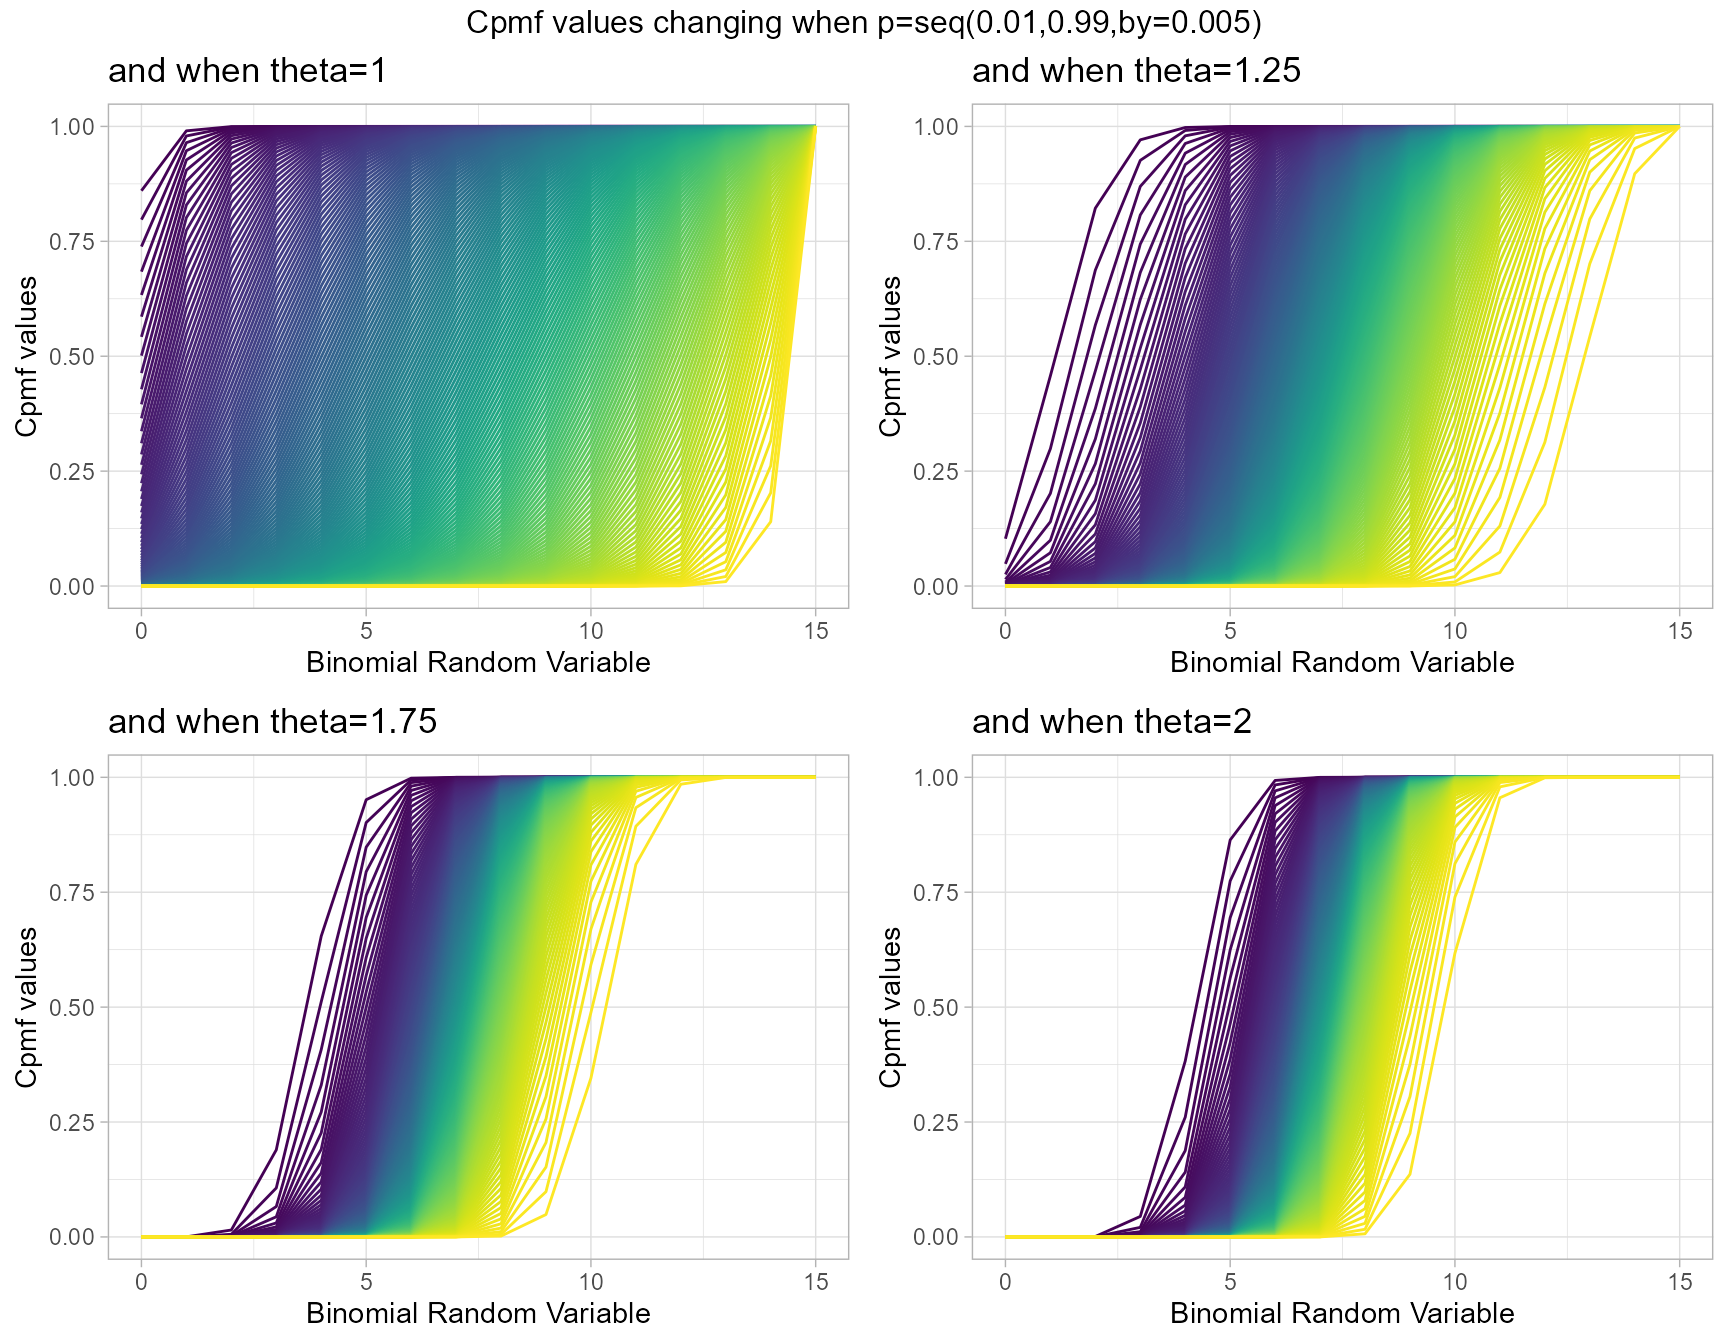 Cpmf values changing when p=seq(0.01,0.99,by=0.005)
and when theta=1
1.00
0.75
0.50
0.25
0.00
Cpmf values
0 5 10 15
Binomial Random Variable
and when theta=1.25
1.00
0.75
0.50
0.25
0.00
Cpmf values
0 5 10 15
Binomial Random Variable
and when theta=1.75
1.00
0.75
0.50
0.25
0.00
Cpmf values
0 5 10 15
Binomial Random Variable
and when theta=2
1.00
0.75
0.50
0.25
0.00
Cpmf values
0 5 10 15
Binomial Random Variable